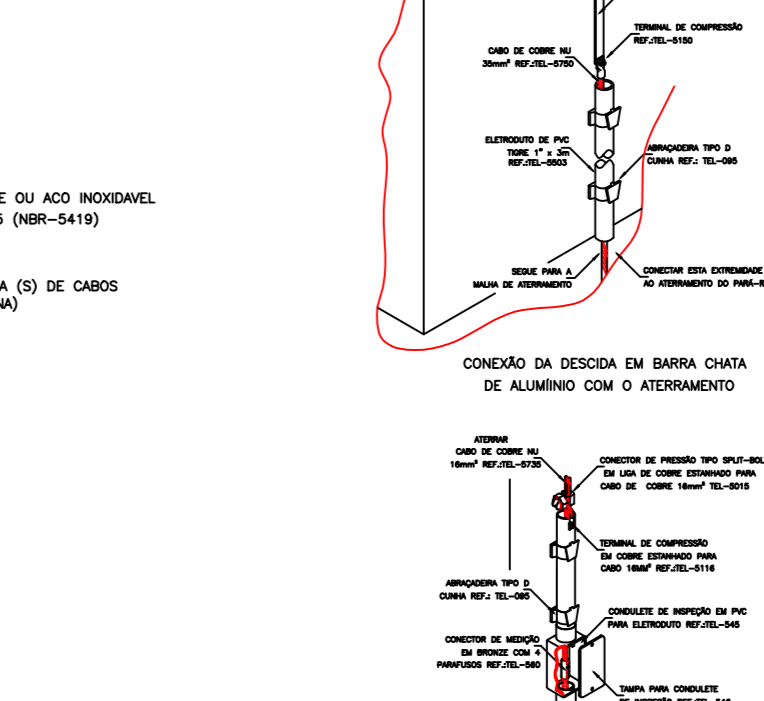 TERMINAL DE COMPRESSÃO
REF.:TEL-5150
CABO DE COBRE NU
35mm² REF.:TEL-5750
ELETRODUTO DE PVC
TIGRE 1" x 3m
REF.:TEL-5503
ABRAÇADEIRA TIPO D
CUNHA REF.: TEL-095
E OU ACO INOXIDAVEL
(NBR-5419)
A (S) DE CABOS
SEGUE PARA A
MALHA DE ATERRAMENTO
CONECTAR ESTA EXTREMIDADE
AO ATERRAMENTO DO PARÁ-R
CONEXÃO DA DESCIDA EM BARRA CHATA
DE ALUMÍNIO COM O ATERRAMENTO
ATERRAR
CABO DE COBRE NU
16mm² REF.:TEL-5735
CONECTOR DE PRESSÃO TIPO SPLIT-BOL
EM LIGA DE COBRE ESTANHADO PARA
CABO DE COBRE 16mm² TEL-5015
TERMINAL DE COMPRESSÃO
EM COBRE ESTANHADO PARA
CABO 16MM² REF.:TEL-5116
ABRAÇADEIRA TIPO D
CUNHA REF.: TEL-095
CONDULETE DE INSPEÇÃO EM PVC
PARA ELETRODUTO REF.:TEL-545
CONECTOR DE MEDIÇÃO
EM BRONZE COM 4
PARAFUSOS REF.:TEL-560
TAMPA PARA CONDULETE